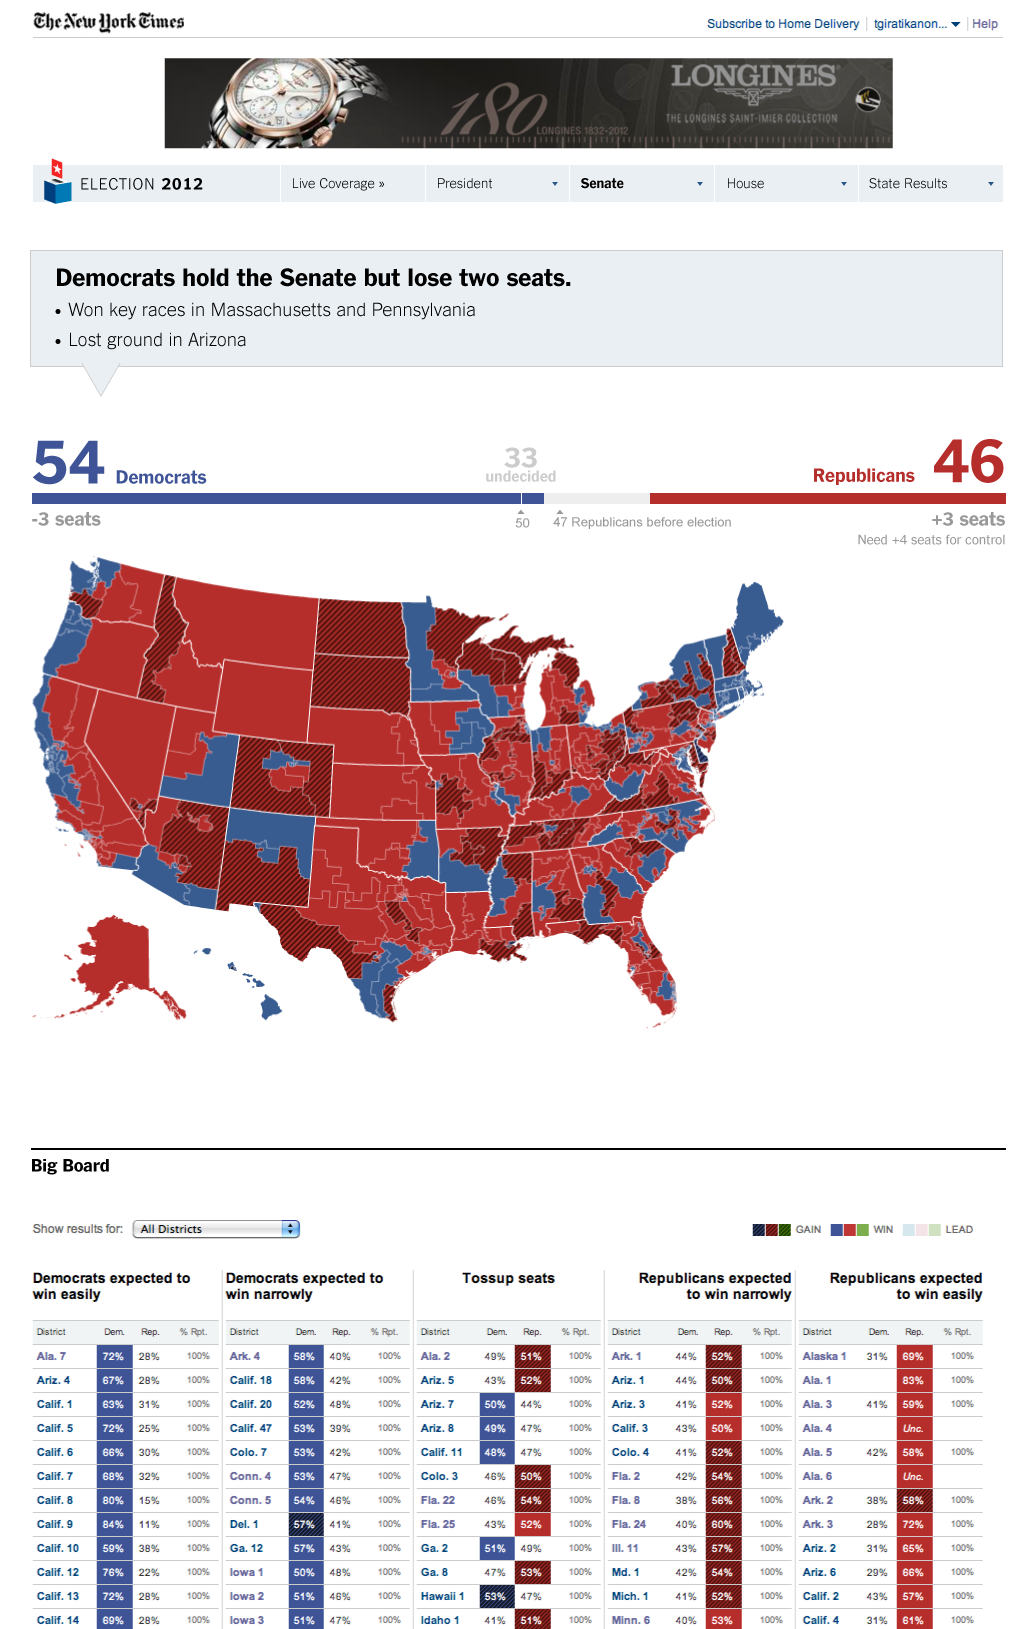 The New York Times
Subscribe to Home Delivery tgiratikanon... Help
180
LONGINES 1832-2012
LONGINES
THE LONGINES SAINT-IMIER COLLECTION
ELECTION 2012 Live Coverage » President Senate House State Results
Democrats hold the Senate but lose two seats.
• Won key races in Massachusetts and Pennsylvania
• Lost ground in Arizona
54 Democrats 33 undecided Republicans 46
-3 seats 50 47 Republicans before election +3 seats
Need +4 seats for control
Big Board
Show results for: All Districts GAIN WIN LEAD
Democrats expected to Democrats expected to Tossup seats Republicans expected Republicans expected
win easily win narrowly to win narrowly to win easily
District Dem. Rep. % Rpt. District Dem. Rep. % Rpt. District Dem. Rep. % Rpt. District Dem. Rep. % Rpt. District Dem. Rep. % Rpt.
Ala. 7 72% 28% 100% Ark. 4 58% 40% 100% Ala. 2 49% 51% 100% Ark. 1 44% 52% 100% Alaska 1 31% 69% 100%
Ariz. 4 67% 28% 100% Calif. 18 58% 42% 100% Ariz. 5 43% 52% 100% Ariz. 1 44% 50% 100% Ala. 1 83% 100%
Calif. 1 63% 31% 100% Calif. 20 52% 48% 100% Ariz. 7 50% 44% 100% Ariz. 3 41% 52% 100% Ala. 3 41% 59% 100%
Calif. 5 72% 25% 100% Calif. 47 53% 39% 100% Ariz. 8 49% 47% 100% Calif. 3 43% 50% 100% Ala. 4 Unc.
Calif. 6 66% 30% 100% Colo. 7 53% 42% 100% Calif. 11 48% 47% 100% Colo. 4 41% 52% 100% Ala. 5 42% 58% 100%
Calif. 7 68% 32% 100% Conn. 4 53% 47% 100% Colo. 3 46% 50% 100% Fla. 2 42% 54% 100% Ala. 6 Unc.
Calif. 8 80% 15% 100% Conn. 5 54% 46% 100% Fla. 22 46% 54% 100% Fla. 8 38% 56% 100% Ark. 2 38% 58% 100%
Calif. 9 84% 11% 100% Del. 1 57% 41% 100% Fla. 25 43% 52% 100% Fla. 24 40% 60% 100% Ark. 3 28% 72% 100%
Calif. 10 59% 38% 100% Ga. 12 57% 43% 100% Ga. 2 51% 49% 100% Ill. 11 43% 57% 100% Ariz. 2 31% 65% 100%
Calif. 12 76% 22% 100% Iowa 1 50% 48% 100% Ga. 8 47% 53% 100% Md. 1 42% 54% 100% Ariz. 6 29% 66% 100%
Calif. 13 72% 28% 100% Iowa 2 51% 46% 100% Hawaii 1 53% 47% 100% Mich. 1 41% 52% 100% Calif. 2 43% 57% 100%
Calif. 14 69% 28% 100% Iowa 3 51% 47% 100% Idaho 1 41% 51% 100% Minn. 6 40% 53% 100% Calif. 4 31% 61% 100%